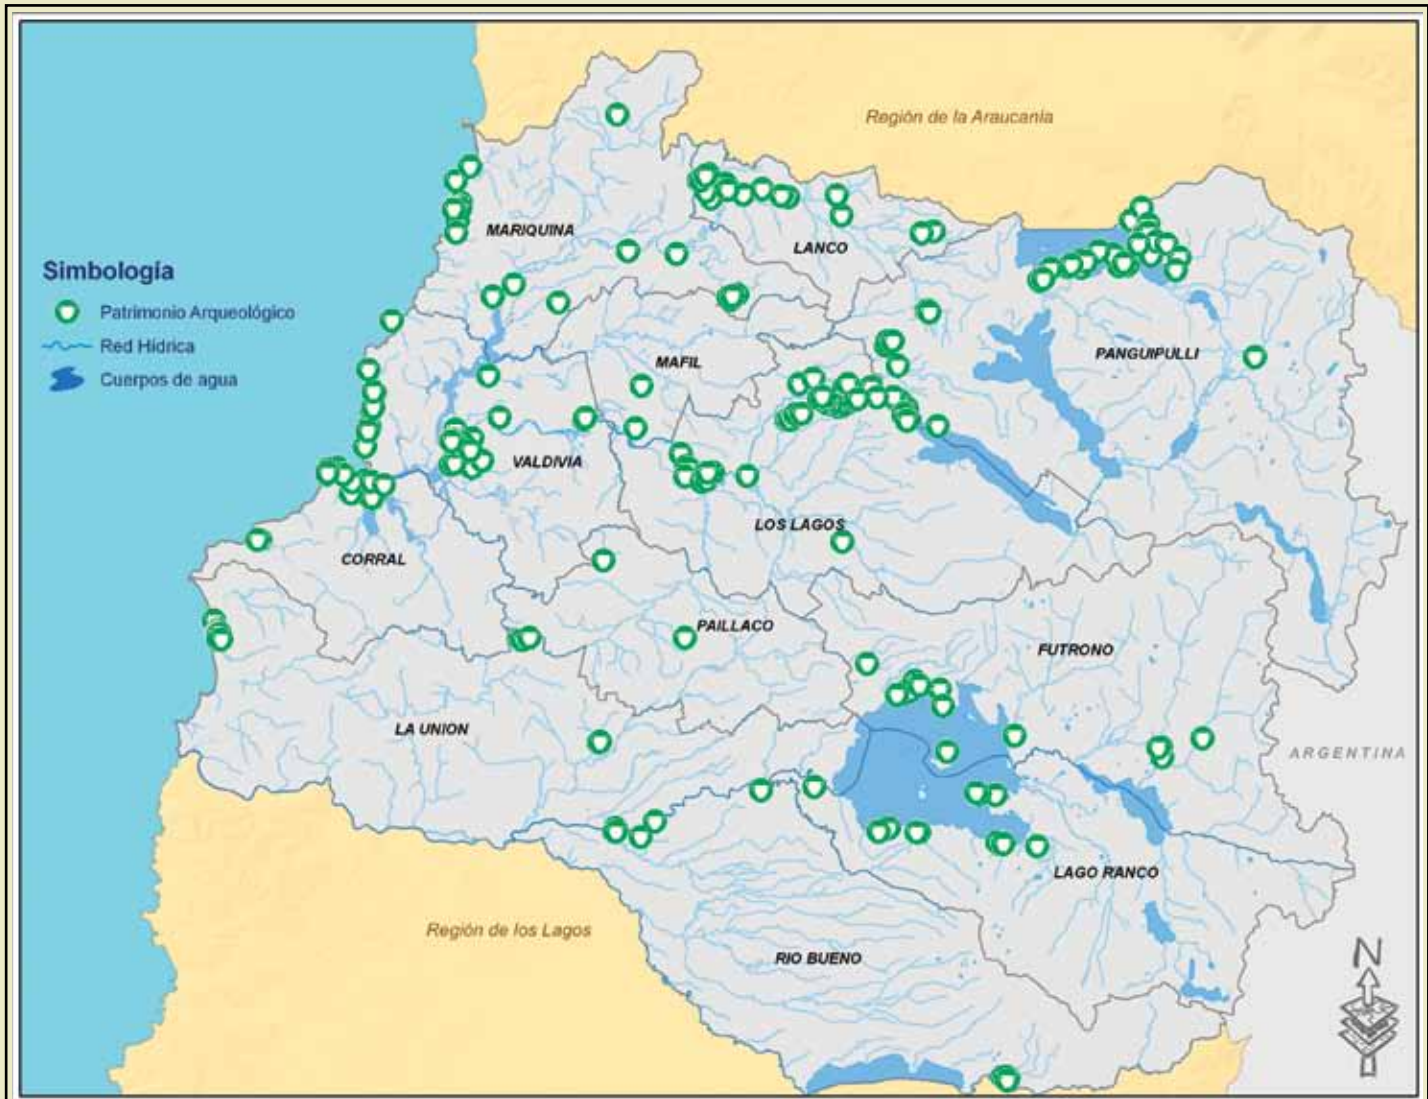 Región de la Araucanía
MARIQUINA
LANCO
Simbología
Patrimonio Arqueológico
Red Hídrica
Cuerpos de agua
MAFIL
PANGUIPULLI
VALDIVIA
LOS LAGOS
CORRAL
PAILLACO
FUTRONO
LA UNION
ARGENTINA
LAGO RANCO
Región de los Lagos
RIO BUENO
N